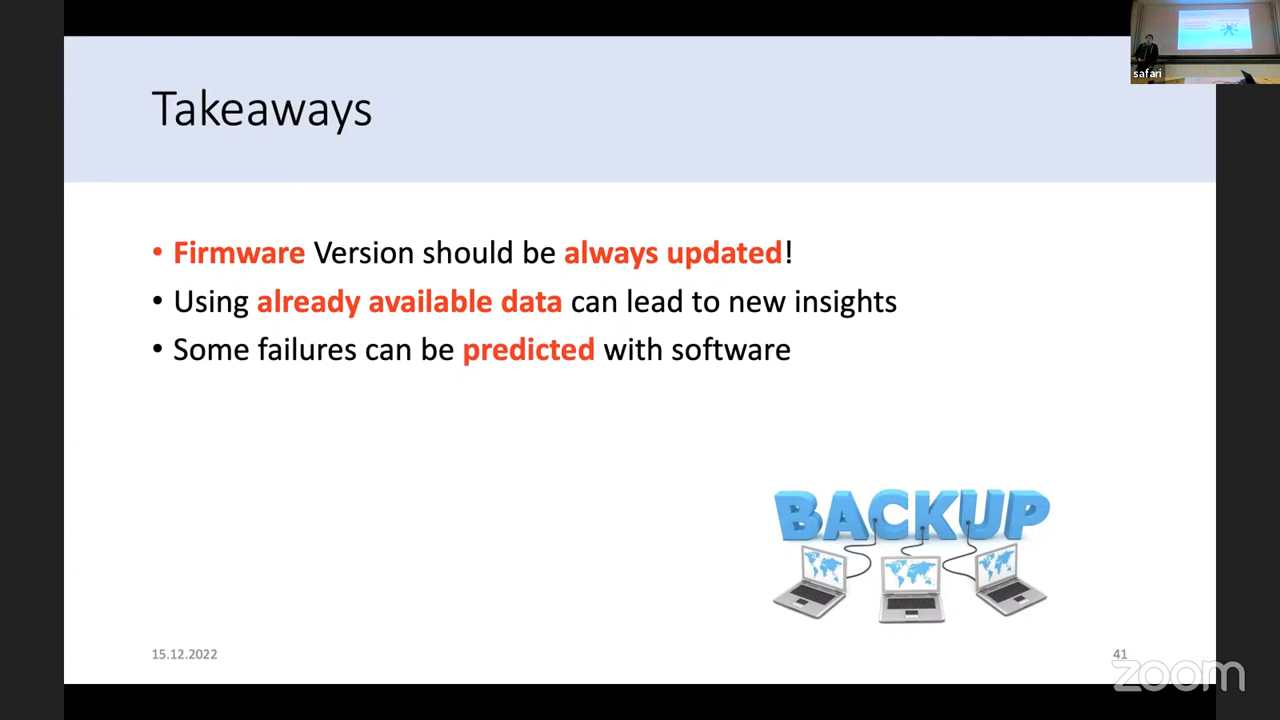 safari
Takeaways
• Firmware Version should be always updated!
• Using already available data can lead to new insights
• Some failures can be predicted with software
BACKUP
15.12.2022
41
zoom